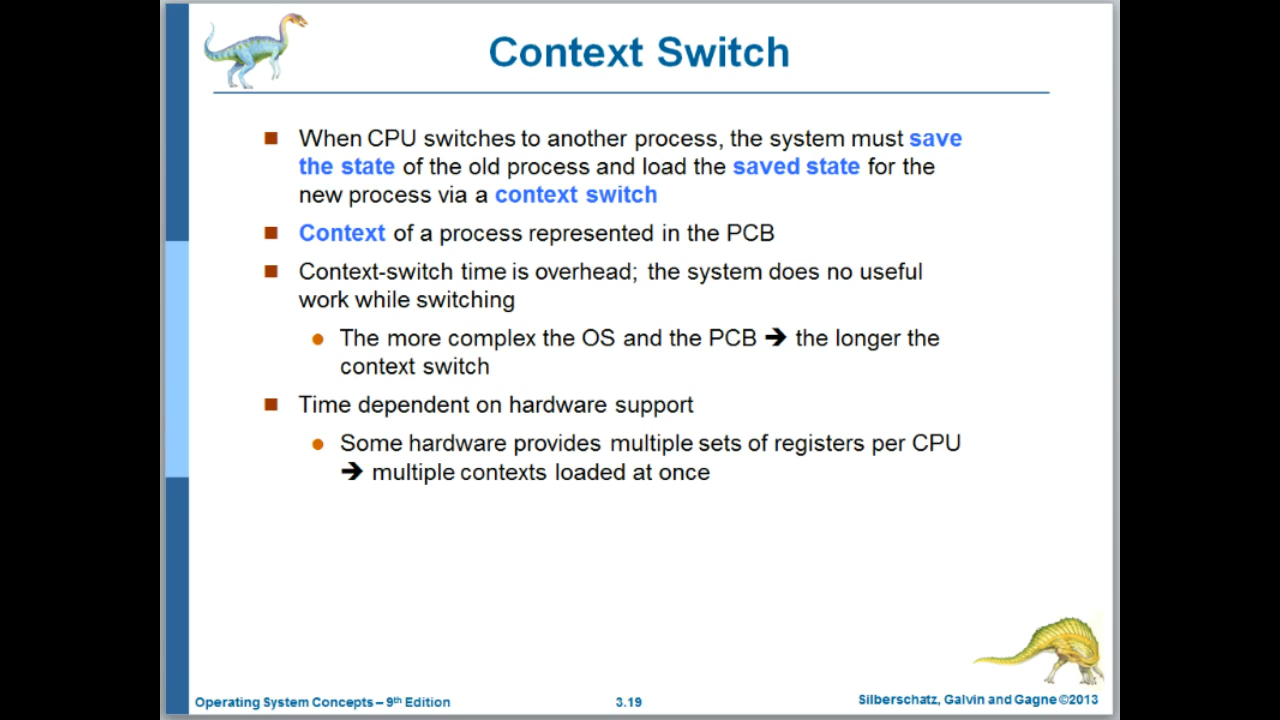 Context Switch
■ When CPU switches to another process, the system must save
the state of the old process and load the saved state for the
new process via a context switch
■ Context of a process represented in the PCB
■ Context-switch time is overhead; the system does no useful
work while switching
● The more complex the OS and the PCB ➔ the longer the
context switch
■ Time dependent on hardware support
● Some hardware provides multiple sets of registers per CPU
➔ multiple contexts loaded at once
Operating System Concepts – 9th Edition
3.19
Silberschatz, Galvin and Gagne ©2013